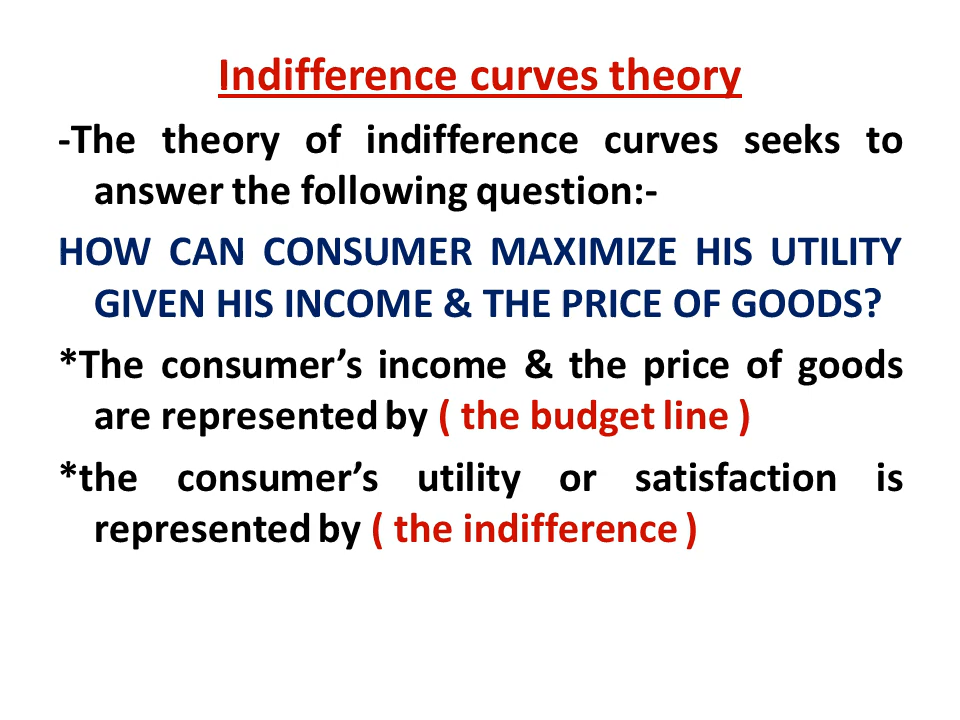 Indifference curves theory
-The theory of indifference curves seeks to
answer the following question:-
HOW CAN CONSUMER MAXIMIZE HIS UTILITY
GIVEN HIS INCOME & THE PRICE OF GOODS?
*The consumer’s income & the price of goods
are represented by ( the budget line )
*the consumer’s utility or satisfaction is
represented by ( the indifference )